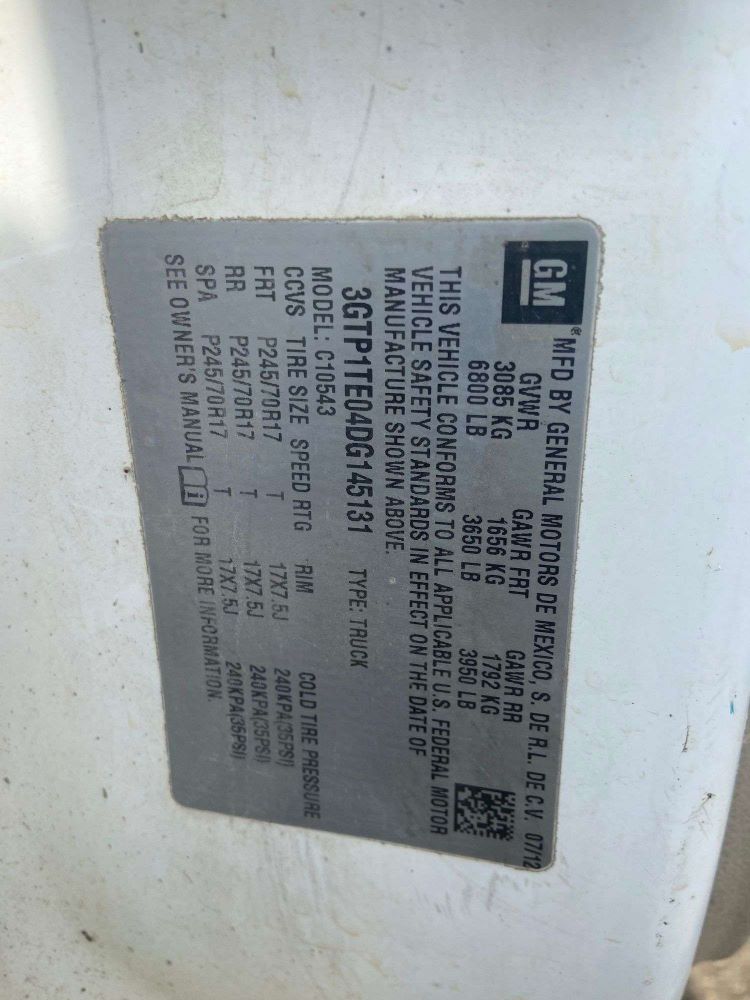 GM
® MFD BY GENERAL MOTORS DE MEXICO, S. DE R.L. DE C.V. 07/12
GVWR GAWR FRT GAWR RR
3085 KG 1656 KG 1792 KG
6800 LB 3650 LB 3950 LB
THIS VEHICLE CONFORMS TO ALL APPLICABLE U.S. FEDERAL MOTOR
VEHICLE SAFETY STANDARDS IN EFFECT ON THE DATE OF
MANUFACTURE SHOWN ABOVE.
3GTP1TE04DG145131 TYPE: TRUCK
MODEL: C10543
CCVS TIRE SIZE SPEED RTG RIM COLD TIRE PRESSURE
FRT P245/70R17 T 17X7.5J 240KPA(35PSI)
RR P245/70R17 T 17X7.5J 240KPA(35PSI)
SPA P245/70R17 T 17X7.5J 240KPA(35PSI)
SEE OWNER'S MANUAL FOR MORE INFORMATION.